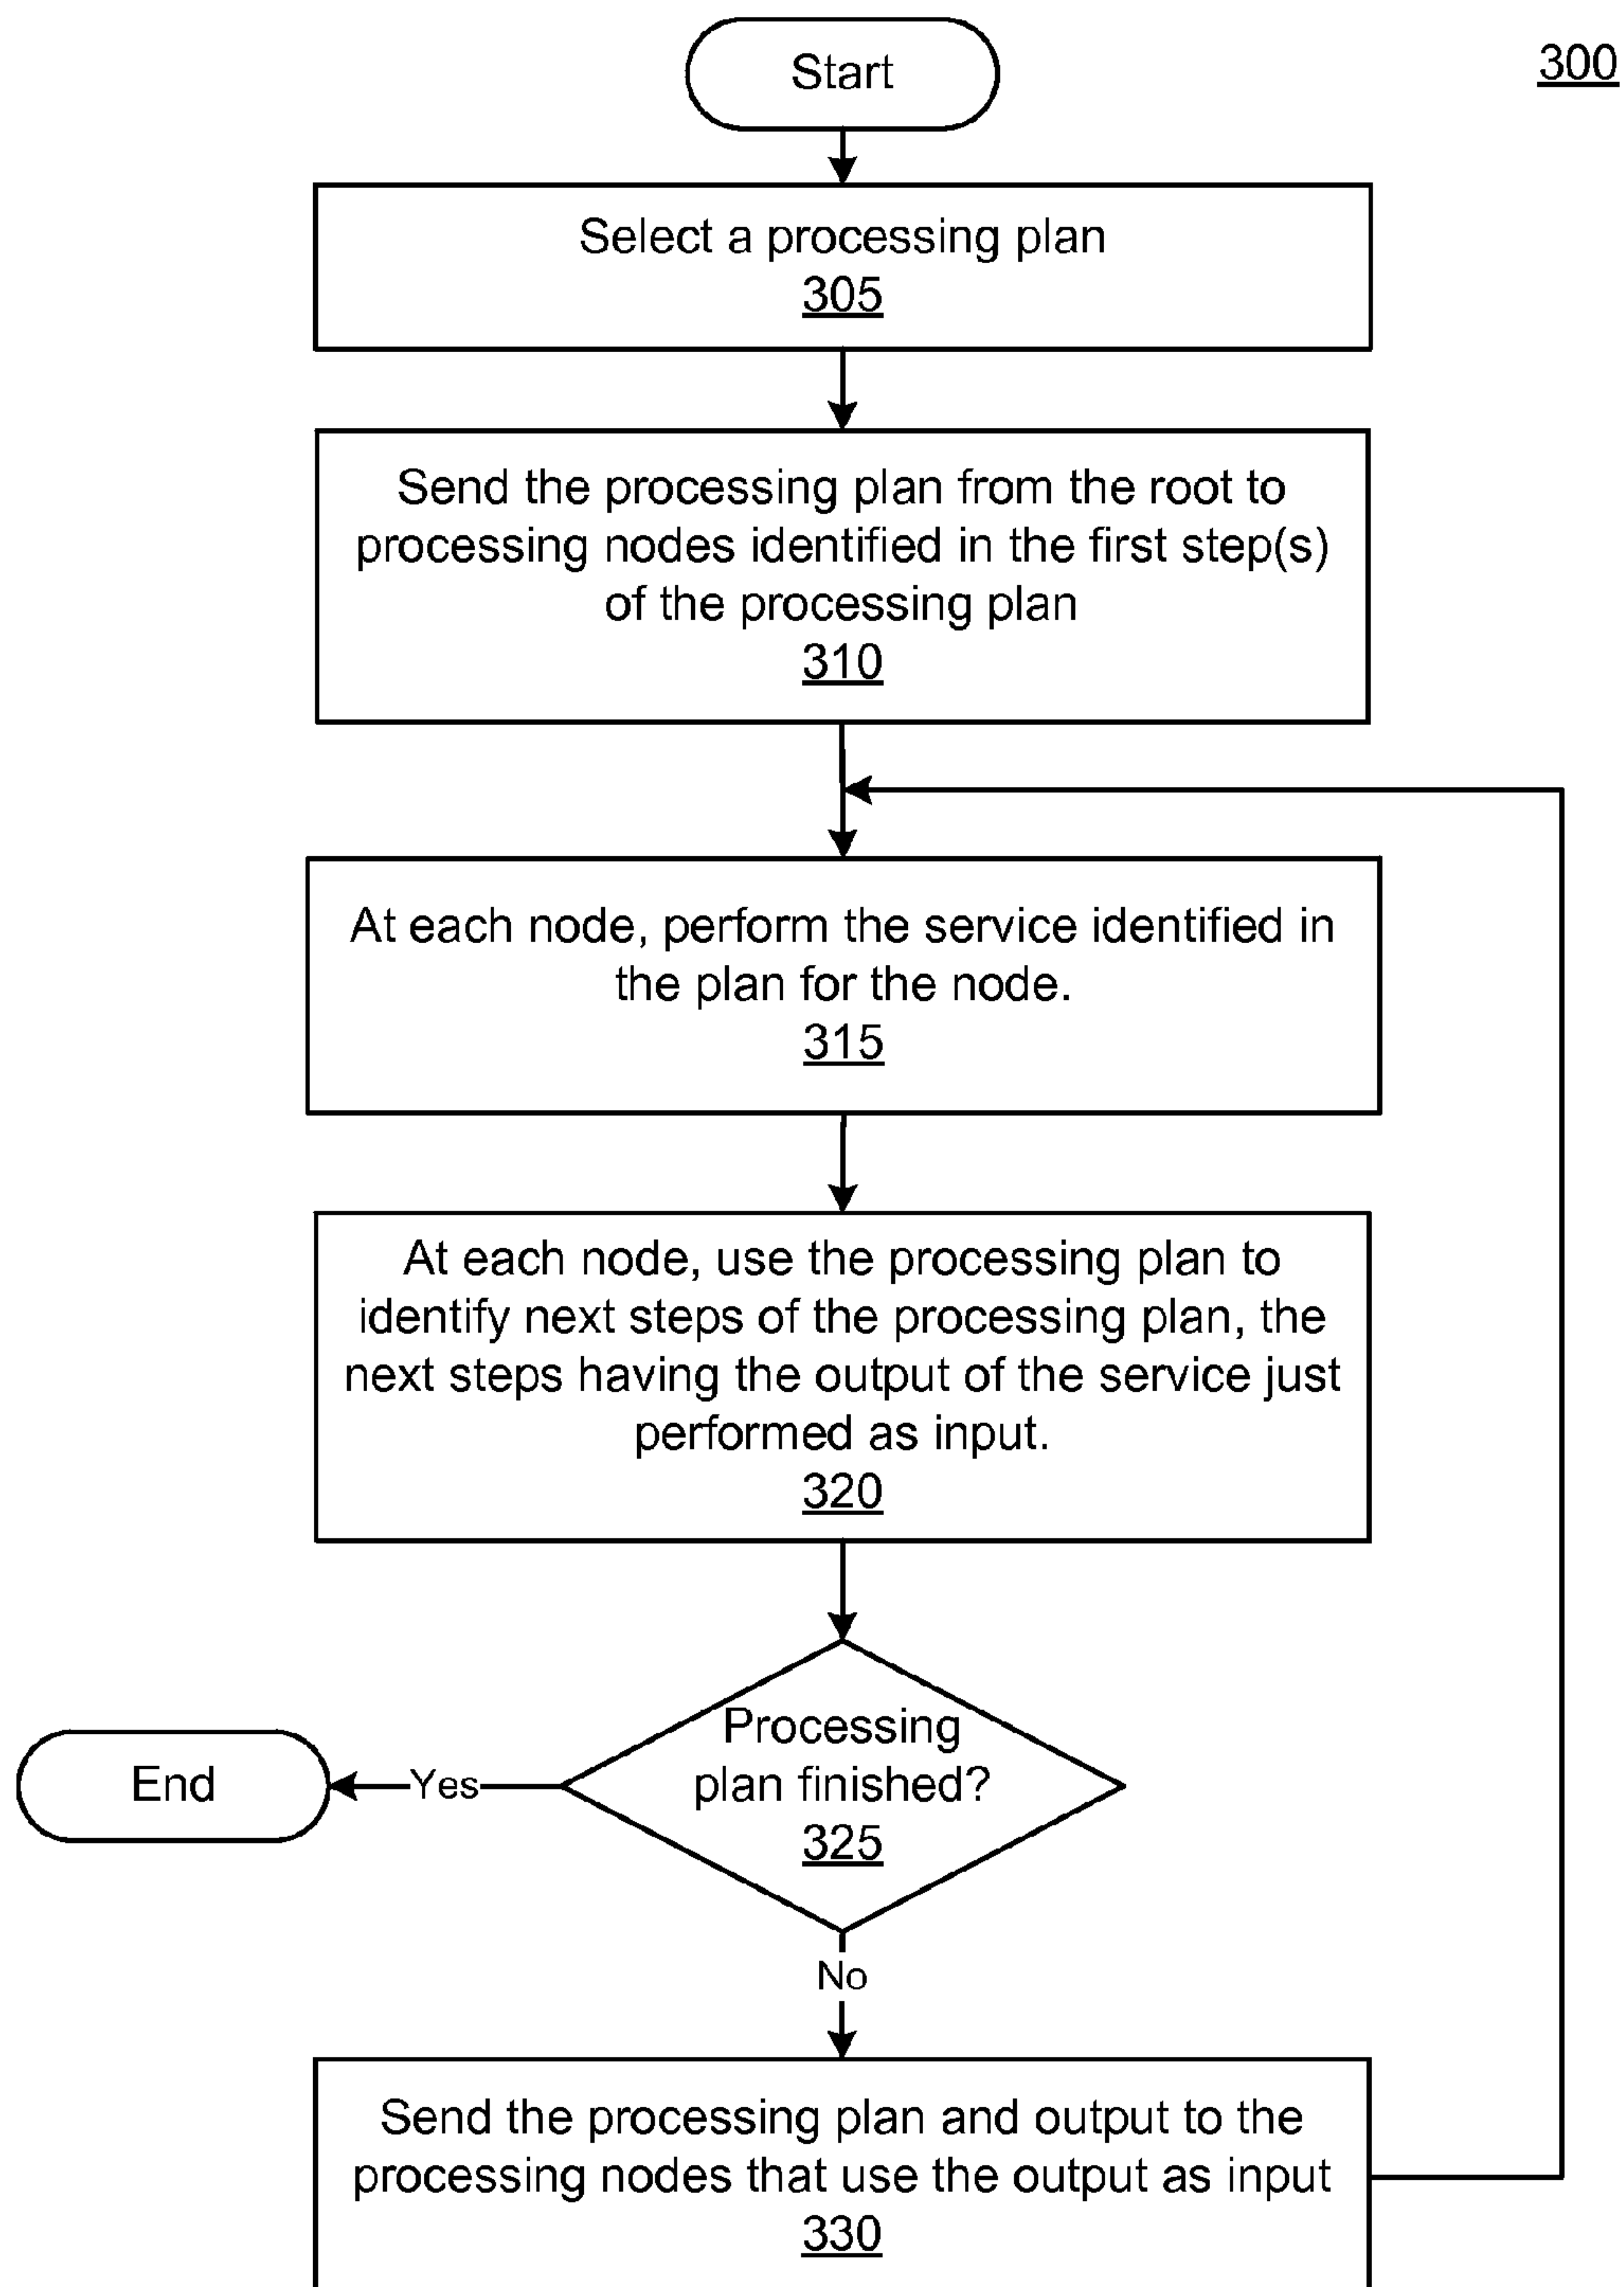 Start
300
Select a processing plan
305
Send the processing plan from the root to
processing nodes identified in the first step(s)
of the processing plan
310
At each node, perform the service identified in
the plan for the node.
315
At each node, use the processing plan to
identify next steps of the processing plan, the
next steps having the output of the service just
performed as input.
320
Processing
plan finished?
325
Yes
End
No
Send the processing plan and output to the
processing nodes that use the output as input
330